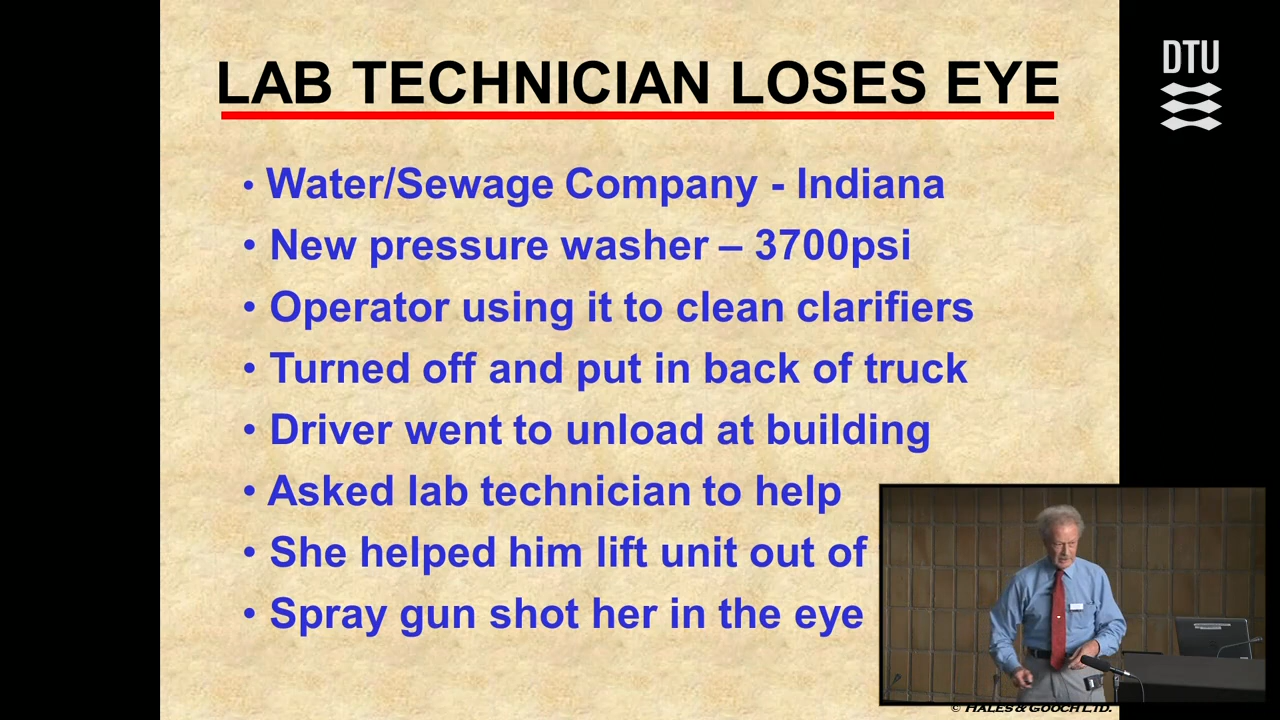 LAB TECHNICIAN LOSES EYE
DTU
• Water/Sewage Company - Indiana
• New pressure washer – 3700psi
• Operator using it to clean clarifiers
• Turned off and put in back of truck
• Driver went to unload at building
• Asked lab technician to help
• She helped him lift unit out of
• Spray gun shot her in the eye
© HALES & GOOCH LTD.